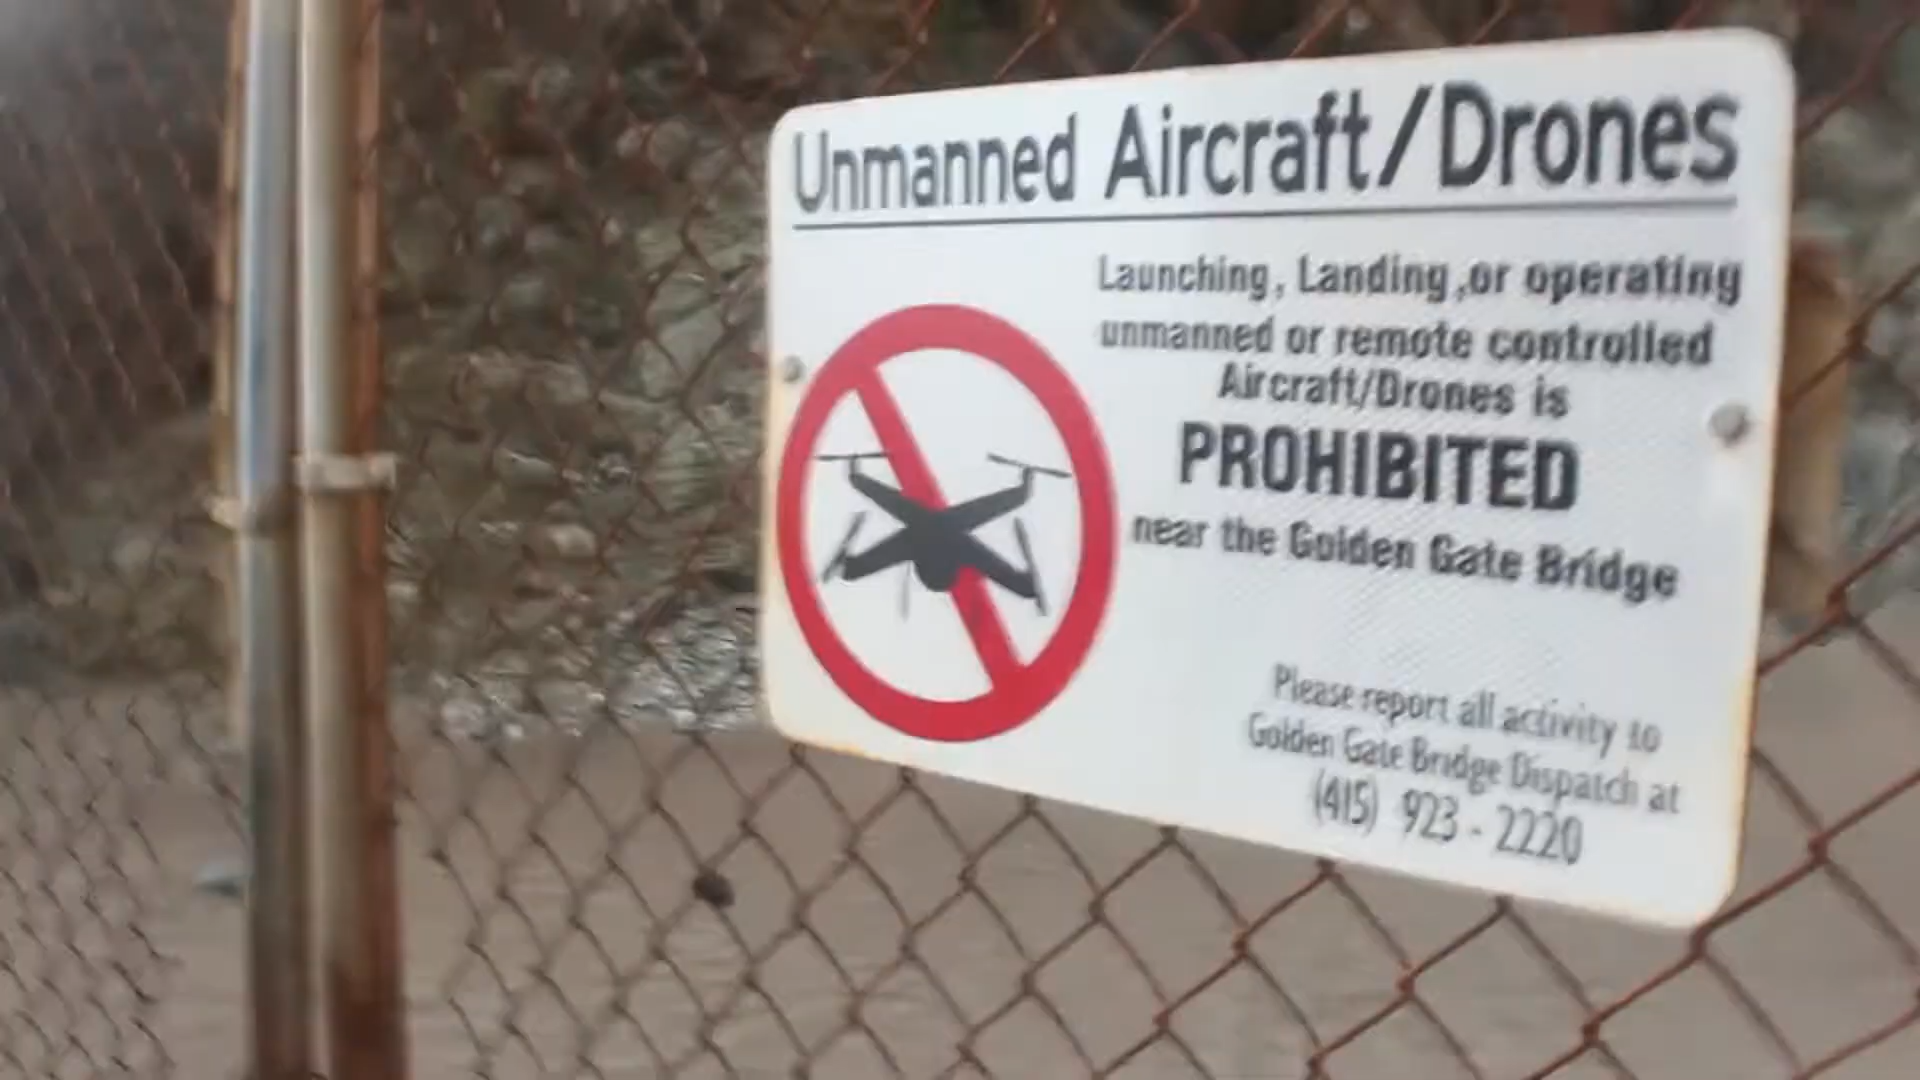 Unmanned Aircraft/Drones
Launching, Landing ,or operating
unmanned or remote controlled
Aircraft/Drones is
PROHIBITED
near the Golden Gate Bridge
Please report all activity to
Golden Gate Bridge Dispatch at
(415) 923 - 2220